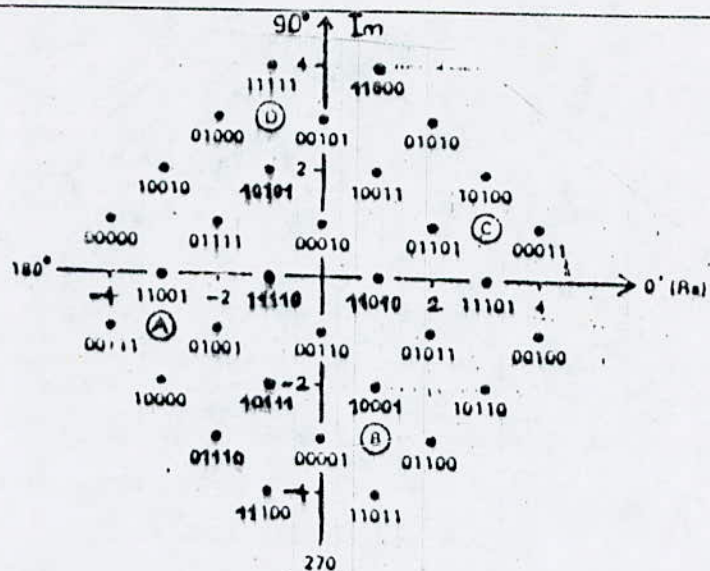 90° Im
4
11111 11000
D
01000 00101 01010
2
10010 10101 10011 10100
C
00000 01111 00010 01101 00011
180° 0° (Re)
-4 11001 -2 11110 11010 2 11101 4
A
00111 01001 00110 01011 00100
-2
10000 10111 10001 10110
B
01110 00001 01100
-4
11100 11011
270